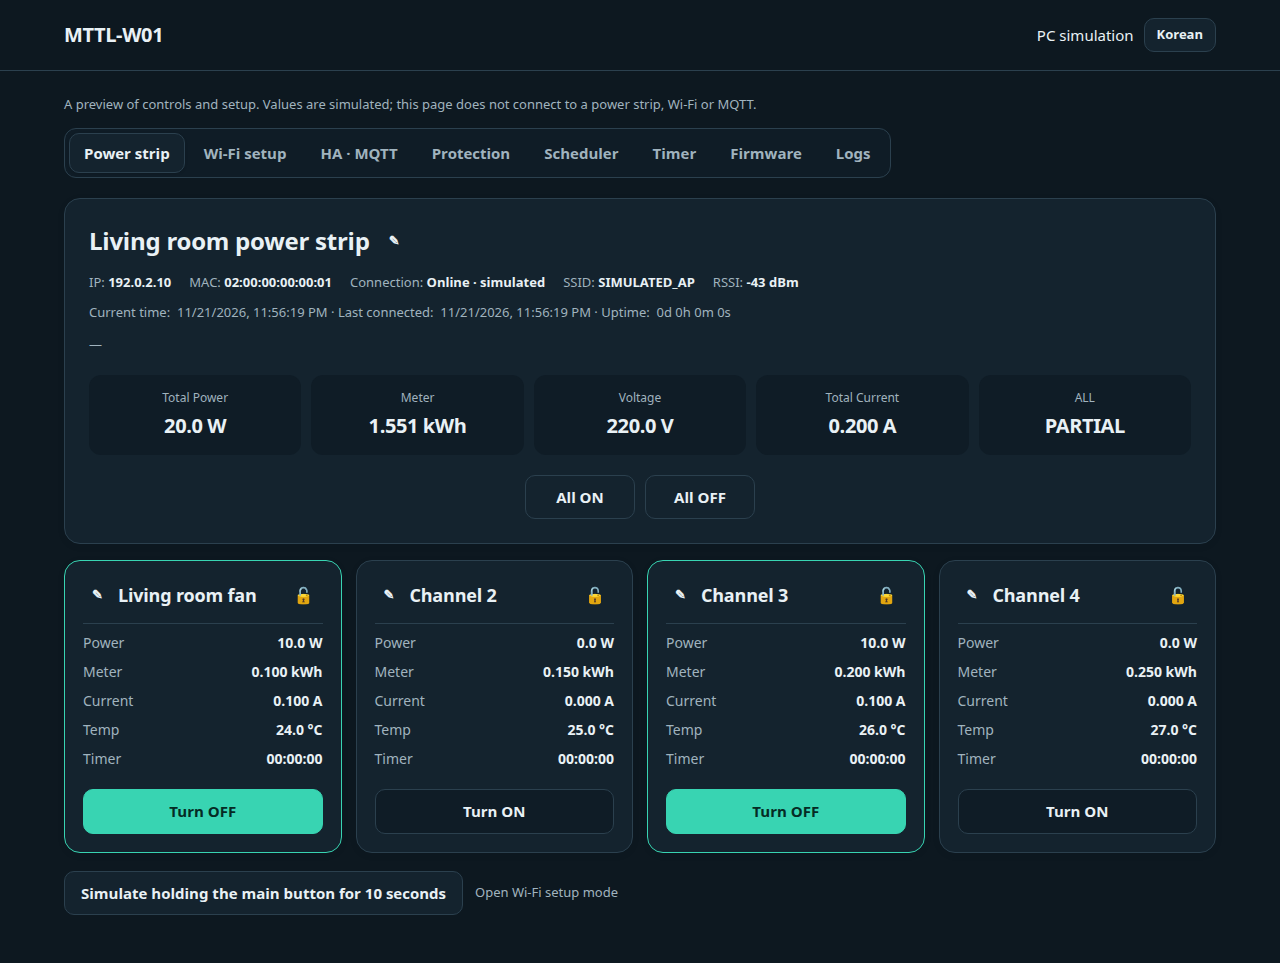 MTTL-W01
PC simulation Korean
A preview of controls and setup. Values are simulated; this page does not connect to a power strip, Wi-Fi or MQTT.
Power strip Wi-Fi setup HA · MQTT Protection Scheduler Timer Firmware Logs
Living room power strip ✎
IP: 192.0.2.10 MAC: 02:00:00:00:00:01 Connection: Online · simulated SSID: SIMULATED_AP RSSI: -43 dBm
Current time: 11/21/2026, 11:56:19 PM · Last connected: 11/21/2026, 11:56:19 PM · Uptime: 0d 0h 0m 0s
—
Total Power
20.0 W
Meter
1.551 kWh
Voltage
220.0 V
Total Current
0.200 A
ALL
PARTIAL
All ON All OFF
✎ Living room fan 🔓
Power 10.0 W
Meter 0.100 kWh
Current 0.100 A
Temp 24.0 °C
Timer 00:00:00
Turn OFF
✎ Channel 2 🔓
Power 0.0 W
Meter 0.150 kWh
Current 0.000 A
Temp 25.0 °C
Timer 00:00:00
Turn ON
✎ Channel 3 🔓
Power 10.0 W
Meter 0.200 kWh
Current 0.100 A
Temp 26.0 °C
Timer 00:00:00
Turn OFF
✎ Channel 4 🔓
Power 0.0 W
Meter 0.250 kWh
Current 0.000 A
Temp 27.0 °C
Timer 00:00:00
Turn ON
Simulate holding the main button for 10 seconds Open Wi-Fi setup mode